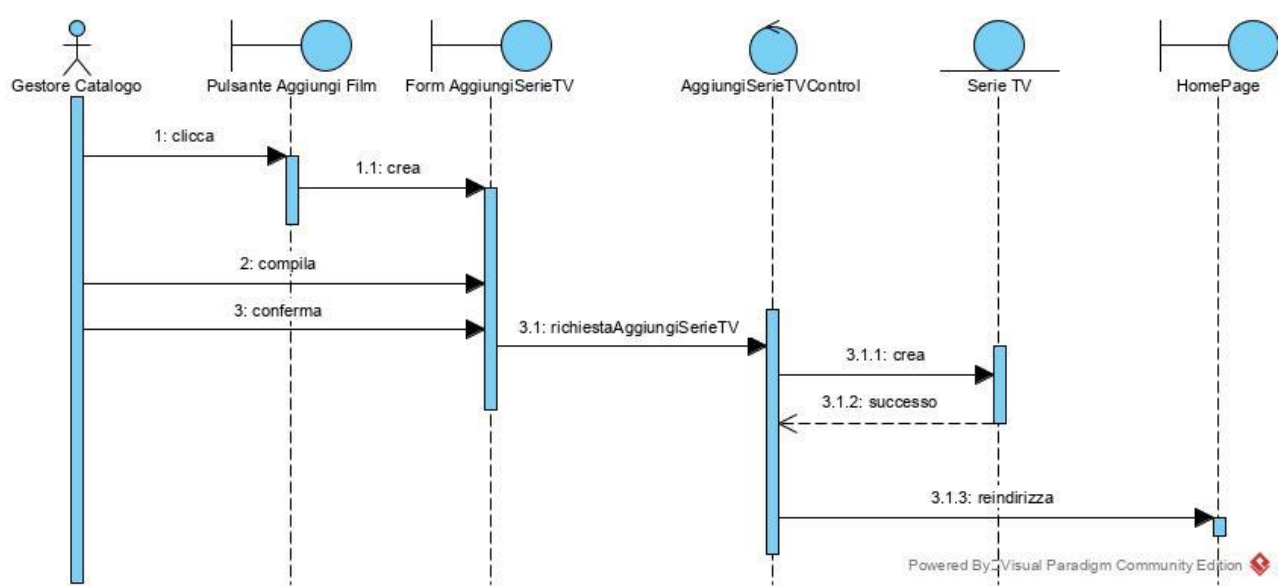 Gestore Catalogo
Pulsante Aggiungi Film
Form AggiungiSerieTV
AggiungiSerieTVControl
Serie TV
HomePage
1: clicca
1.1: crea
2: compila
3: conferma
3.1: richiestaAggiungiSerieTV
3.1.1: crea
3.1.2: successo
3.1.3: reindirizza
Powered By Visual Paradigm Community Edition